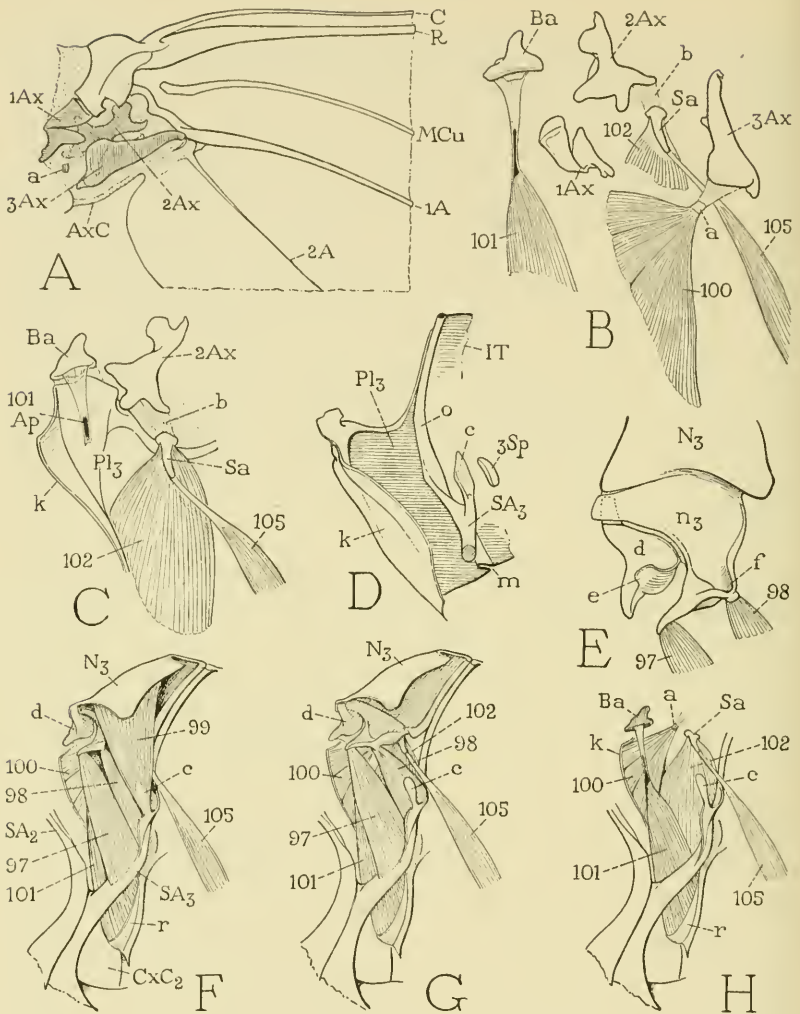 C
R
1Ax
MCu
a
3Ax
2Ax
1A
AxC
2A
A
Ba
2Ax
b
Sa
102
3Ax
1Ax
a
101
105
100
B
Ba
2Ax
101
Ap
b
Pl3
Sa
k
102
105
C
IT
Pl3
o
c
3Sp
SA3
k
m
D
N3
n3
d
e
f
98
97
E
N3
d
99
100
98
c
SA2
105
97
101
SA3
r
CxC2
F
N3
d
102
98
100
c
97
105
101
G
Ba
a
Sa
k
102
100
c
101
105
r
H